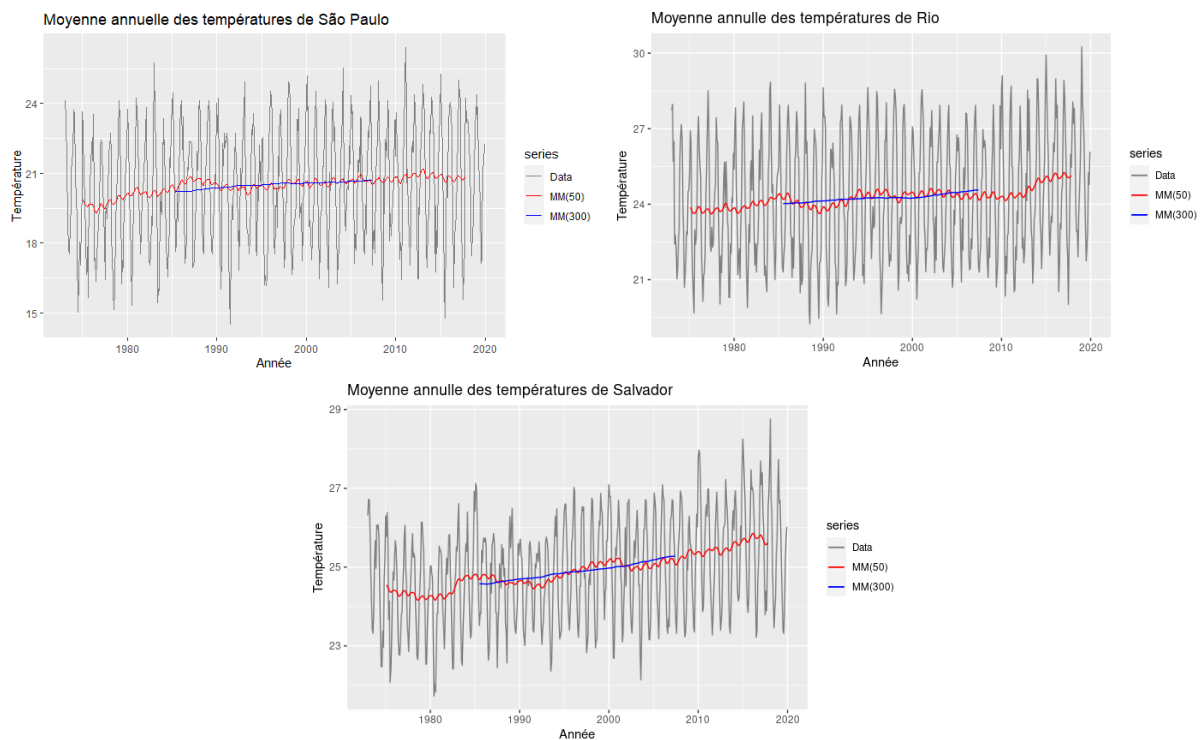 Moyenne annuelle des températures de São Paulo
24
21
18
15
Température
1980
1990
2000
2010
2020
Année
series
Data
MM(50)
MM(300)
Moyenne annulle des températures de Rio
30
27
24
21
Température
1980
1990
2000
2010
2020
Année
series
Data
MM(50)
MM(300)
Moyenne annulle des températures de Salvador
29
27
25
23
Température
1980
1990
2000
2010
2020
Année
series
Data
MM(50)
MM(300)